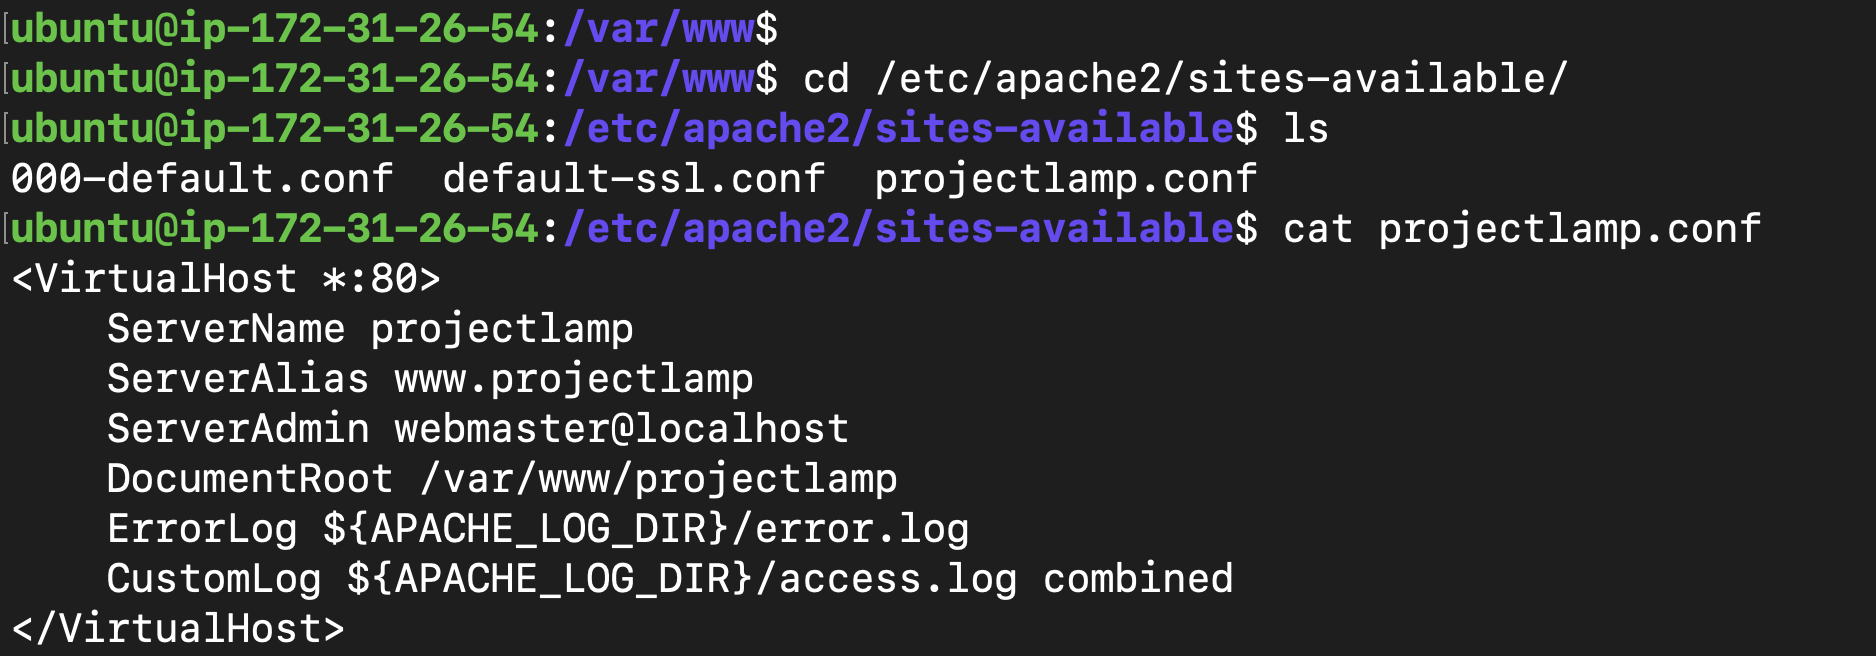 [ubuntu@ip-172-31-26-54:/var/www$
[ubuntu@ip-172-31-26-54:/var/www$ cd /etc/apache2/sites-available/
[ubuntu@ip-172-31-26-54:/etc/apache2/sites-available$ ls
000-default.conf  default-ssl.conf  projectlamp.conf
[ubuntu@ip-172-31-26-54:/etc/apache2/sites-available$ cat projectlamp.conf
<VirtualHost *:80>
    ServerName projectlamp
    ServerAlias www.projectlamp
    ServerAdmin webmaster@localhost
    DocumentRoot /var/www/projectlamp
    ErrorLog ${APACHE_LOG_DIR}/error.log
    CustomLog ${APACHE_LOG_DIR}/access.log combined
</VirtualHost>